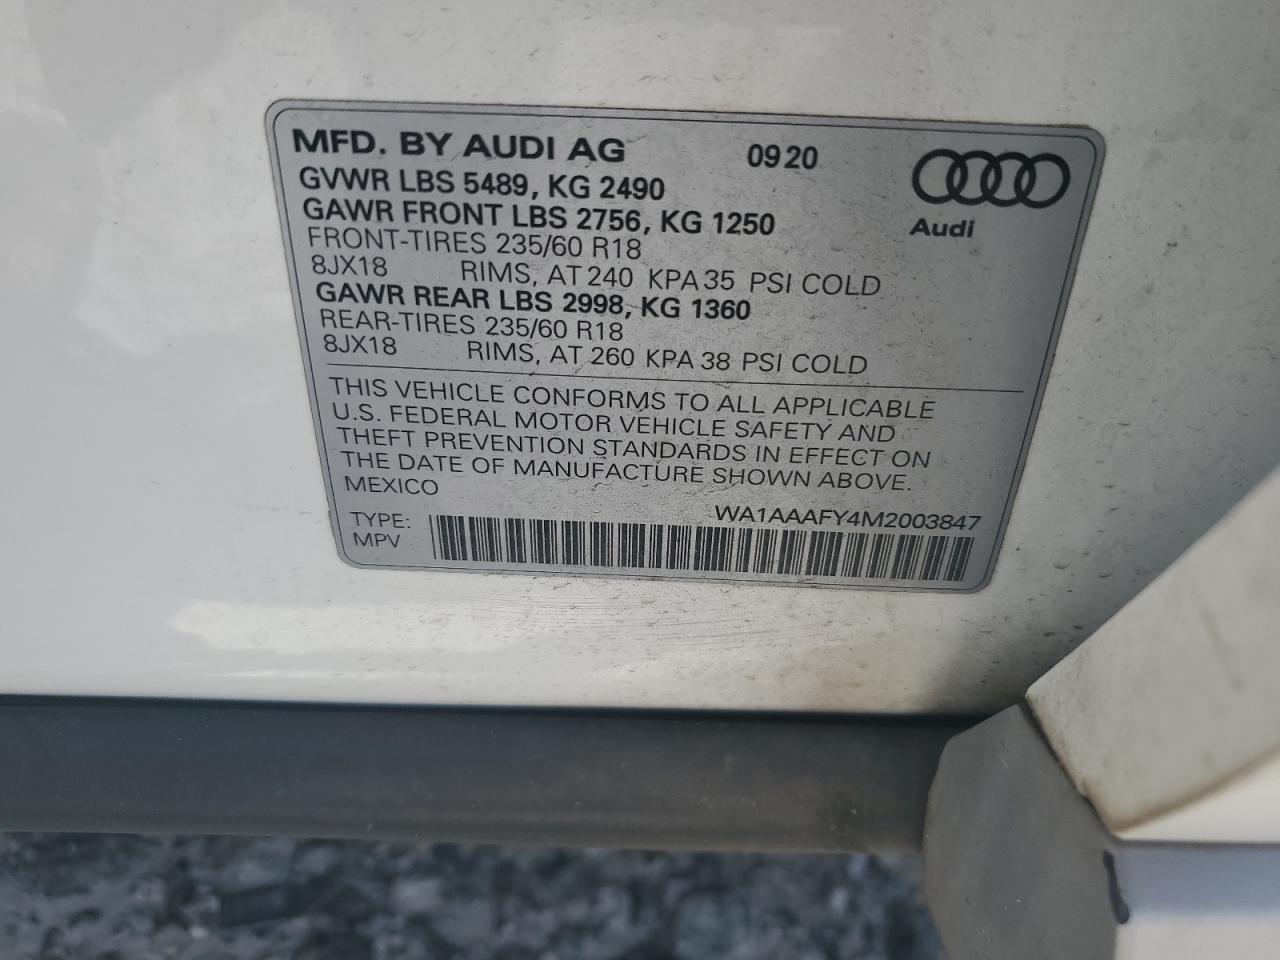 MFD. BY AUDI AG 09 20
GVWR LBS 5489, KG 2490
GAWR FRONT LBS 2756, KG 1250
Audi
FRONT-TIRES 235/60 R18
8JX18 RIMS, AT 240 KPA 35 PSI COLD
GAWR REAR LBS 2998, KG 1360
REAR-TIRES 235/60 R18
8JX18 RIMS, AT 260 KPA 38 PSI COLD
THIS VEHICLE CONFORMS TO ALL APPLICABLE
U.S. FEDERAL MOTOR VEHICLE SAFETY AND
THEFT PREVENTION STANDARDS IN EFFECT ON
THE DATE OF MANUFACTURE SHOWN ABOVE.
MEXICO
WA1AAAFY4M2003847
TYPE:
MPV